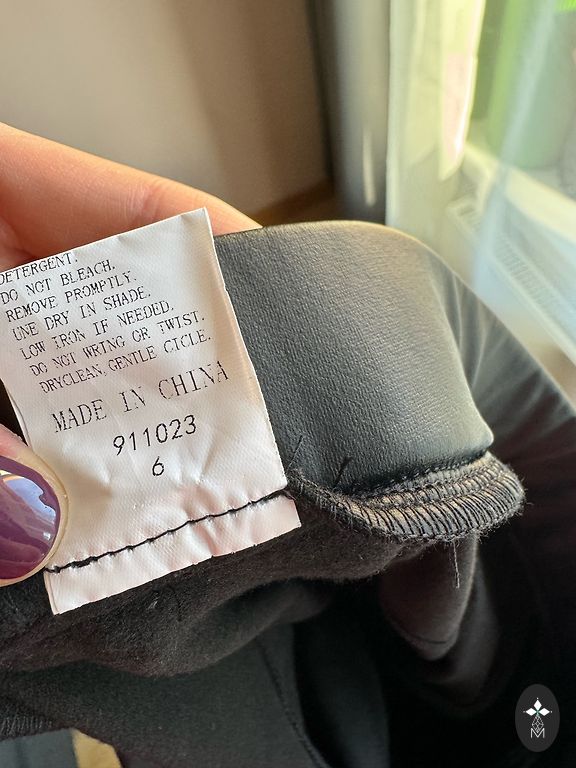 DETERGENT.
DO NOT BLEACH.
REMOVE PROMPTLY.
UNE DRY IN SHADE.
LOW IRON IF NEEDED.
DO NOT WRING OR TWIST.
DRYCLEAN, GENTLE CICLE.
MADE IN CHINA
911023
6
M